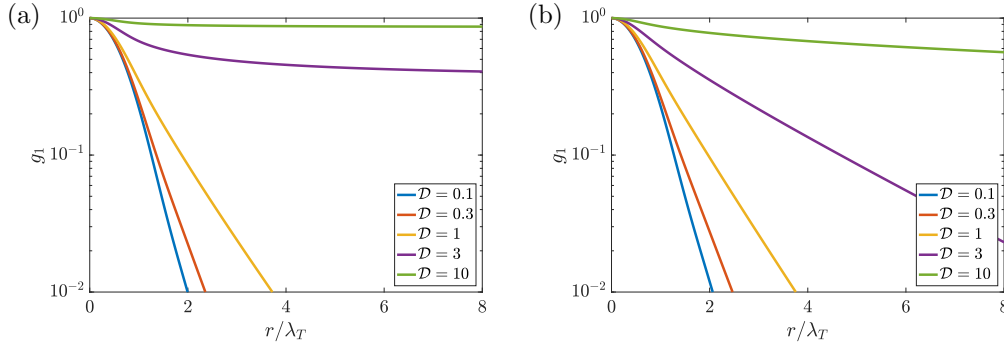 (a)
10^0
10^{-1}
10^{-2}
g_1
0 2 4 6 8
r/λ_T
𝒟 = 0.1
𝒟 = 0.3
𝒟 = 1
𝒟 = 3
𝒟 = 10
(b)
10^0
10^{-1}
10^{-2}
g_1
0 2 4 6 8
r/λ_T
𝒟 = 0.1
𝒟 = 0.3
𝒟 = 1
𝒟 = 3
𝒟 = 10